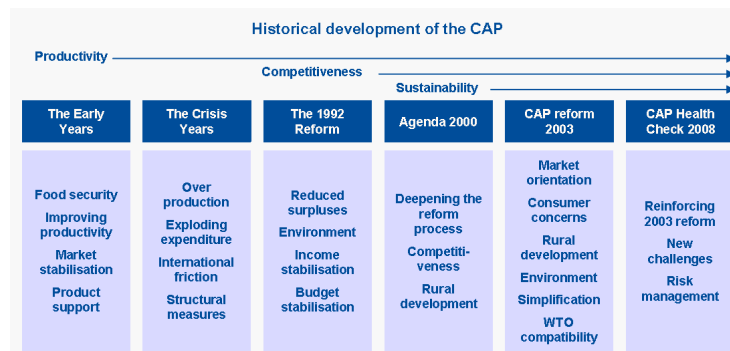 Historical development of the CAP
Productivity
Competitiveness
Sustainability
The Early
Years
The Crisis
Years
The 1992
Reform
Agenda 2000
CAP reform
2003
CAP Health
Check 2008
Food security
Improving
productivity
Market
stabilisation
Product
support
Over
production
Exploding
expenditure
International
friction
Structural
measures
Reduced
surpluses
Environment
Income
stabilisation
Budget
stabilisation
Deepening the
reform
process
Competiti-
veness
Rural
development
Market
orientation
Consumer
concerns
Rural
development
Environment
Simplification
WTO
compatibility
Reinforcing
2003 reform
New
challenges
Risk
management